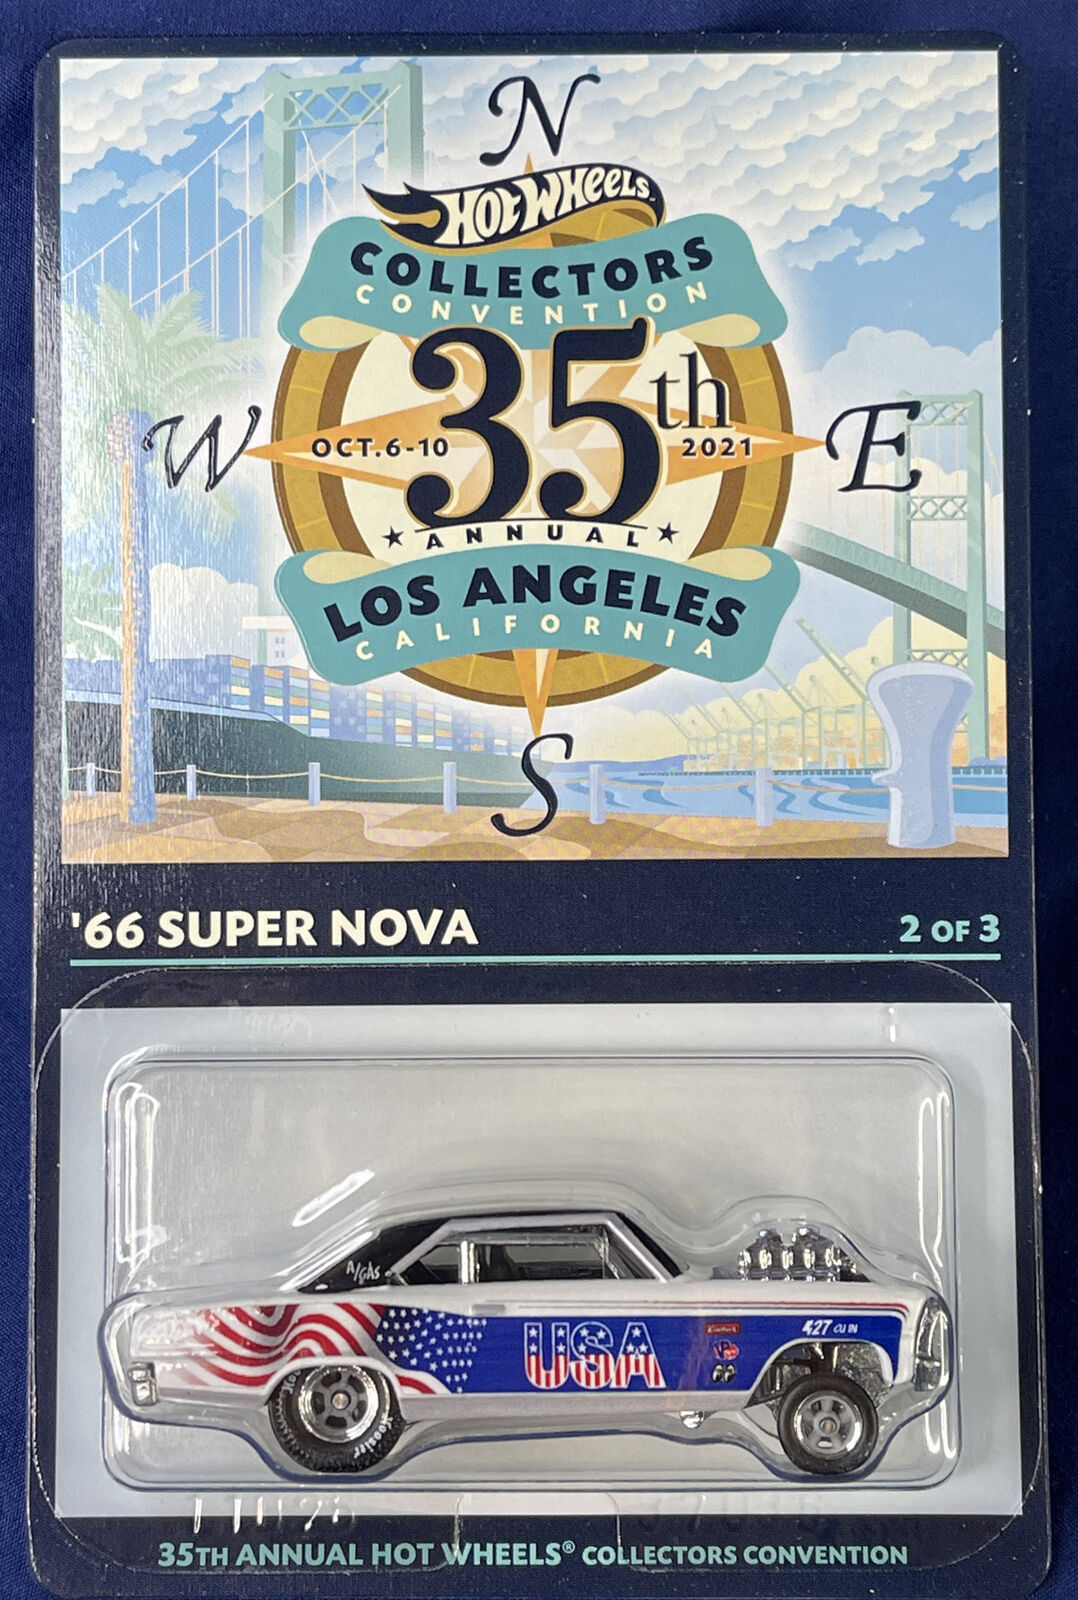 N
HOT WHEELS
COLLECTORS
CONVENTION
35th
W
OCT. 6-10
2021
E
ANNUAL
LOS ANGELES
CALIFORNIA
S
'66 SUPER NOVA
2 OF 3
A/GAS
USA
427 CU IN
Hoosier
35TH ANNUAL HOT WHEELS® COLLECTORS CONVENTION